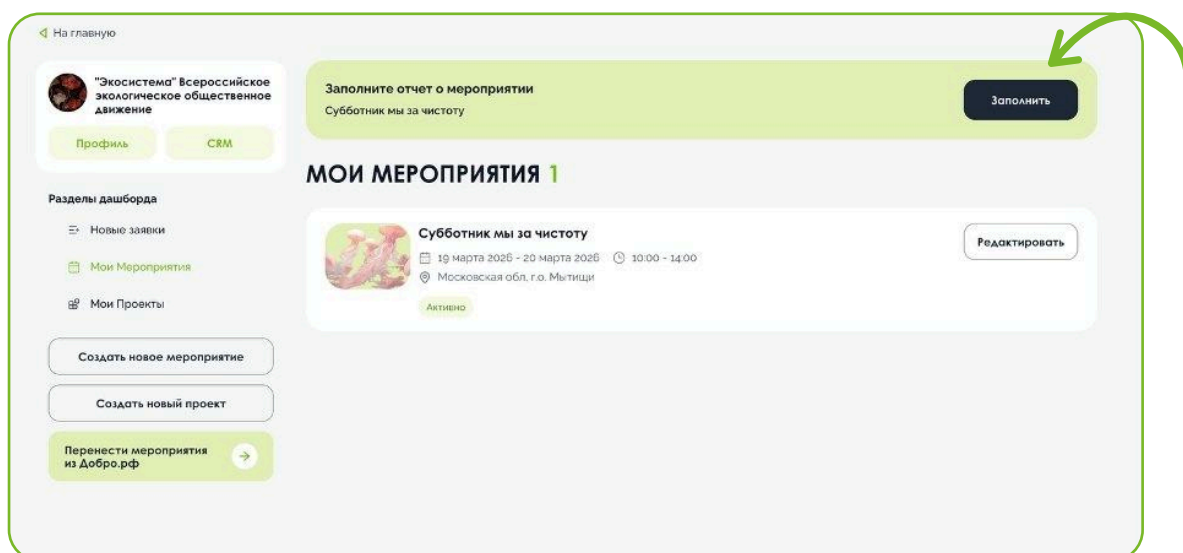 На главную
"Экосистема" Всероссийское
экологическое общественное
движение
Профиль
CRM
Разделы дашборда
Новые заявки
Мои Мероприятия
Мои Проекты
Создать новое мероприятие
Создать новый проект
Перенести мероприятия
из Добро.рф
Заполните отчет о мероприятии
Субботник мы за чистоту
Заполнить
МОИ МЕРОПРИЯТИЯ 1
Субботник мы за чистоту
19 марта 2026 - 20 марта 2026 10:00 - 14:00
Московская обл, г.о. Мытищи
Активно
Редактировать